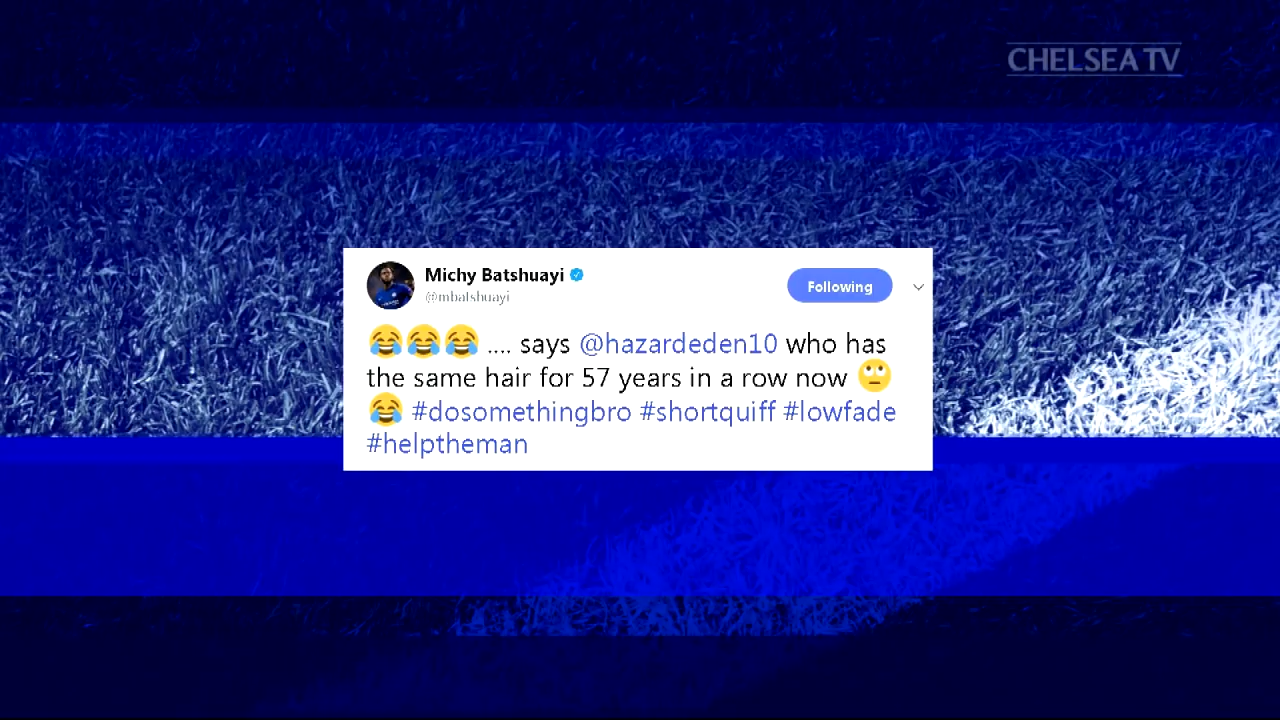 CHELSEA TV
Michy Batshuayi
@mbatshuayi
Following
😂😂😂 .... says @hazardeden10 who has
the same hair for 57 years in a row now 🙄
😂 #dosomethingbro #shortquiff #lowfade
#helptheman